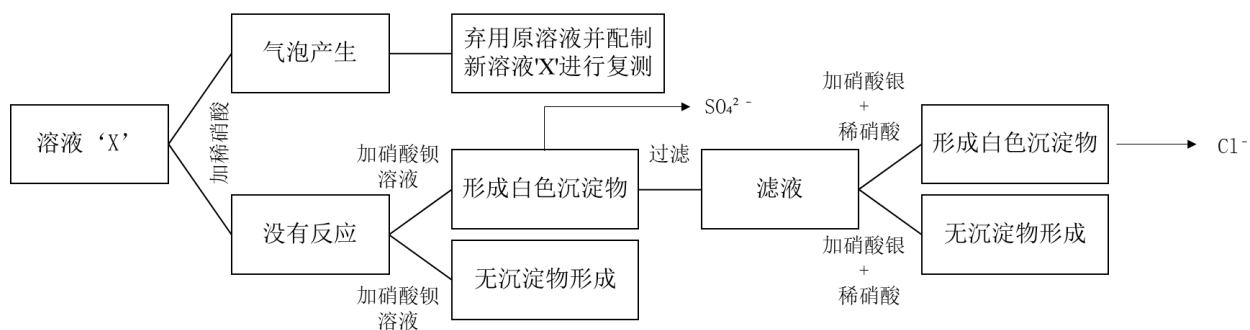 溶液‘X’
加稀硝酸
气泡产生
弃用原溶液并配制
新溶液'X'进行复测
没有反应
加硝酸钡
溶液
形成白色沉淀物
SO₄²⁻
加硝酸钡
溶液
无沉淀物形成
过滤
滤液
加硝酸银
+
稀硝酸
形成白色沉淀物
Cl⁻
加硝酸银
+
稀硝酸
无沉淀物形成